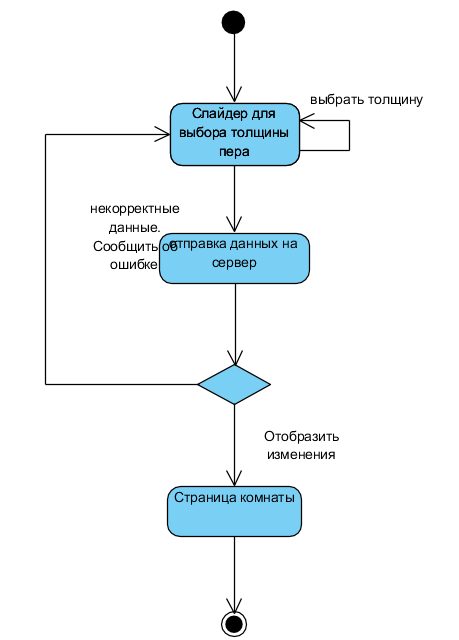 выбрать толщину
Слайдер для
выбора толщины
пера
некорректные
данные.
Сообщить об
ошибке
отправка данных на
сервер
Отобразить
изменения
Страница комнаты